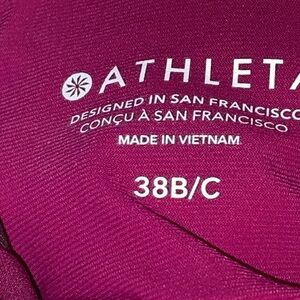 ATHLETA
DESIGNED IN SAN FRANCISCO
CONÇU À SAN FRANCISCO
MADE IN VIETNAM
38B/C